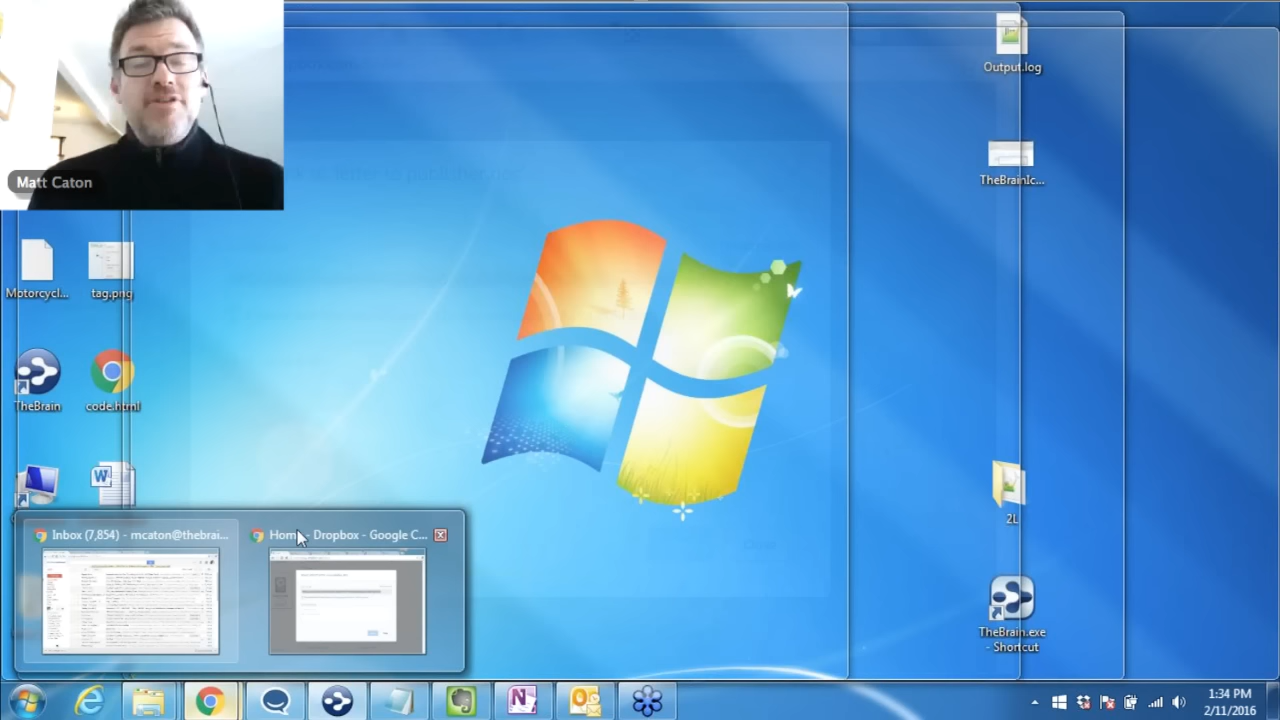 Matt Caton
Output.log
TheBrainIc...
Motorcycl...
tag.png
TheBrain
code.html
W
2L
Inbox (7,854) - mcaton@thebrai...
Home - Dropbox - Google C...
TheBrain.exe
- Shortcut
N
1:34 PM
2/11/2016